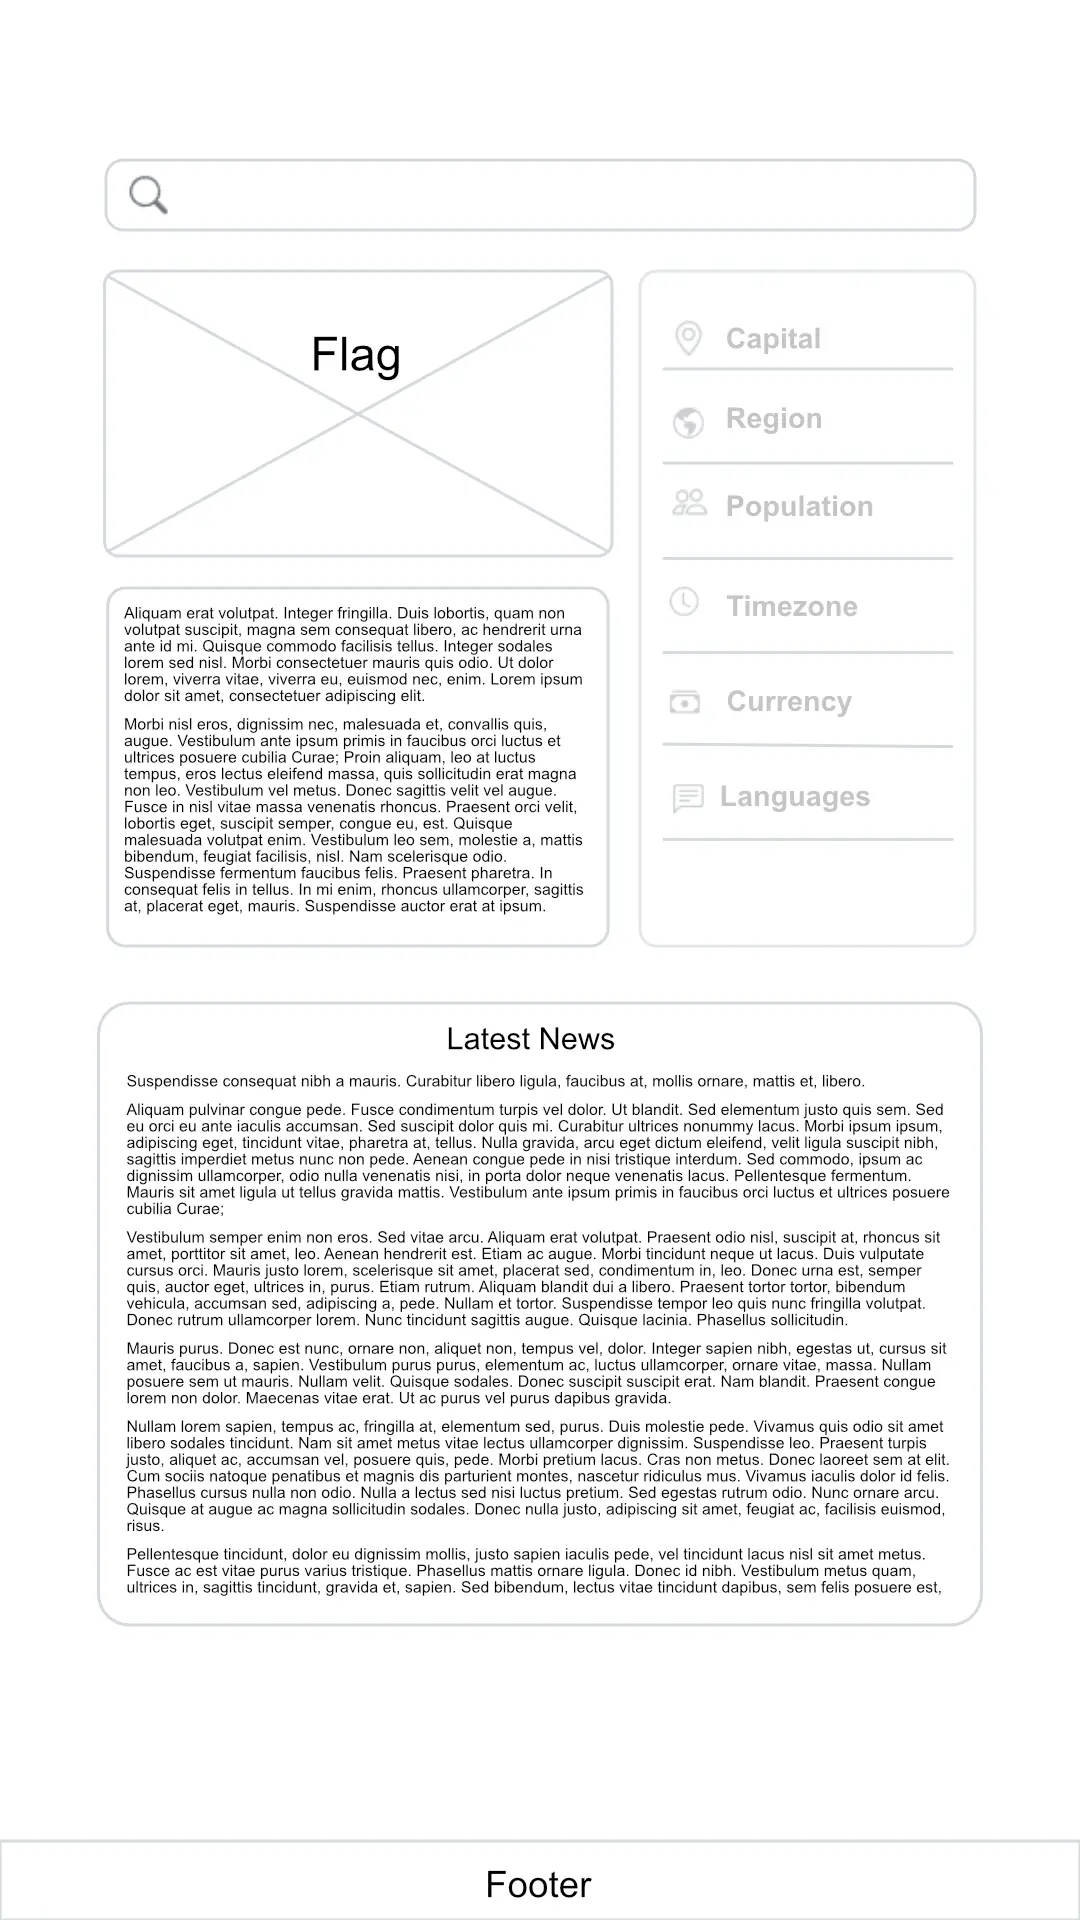 Flag
Aliquam erat volutpat. Integer fringilla. Duis lobortis, quam non
volutpat suscipit, magna sem consequat libero, ac hendrerit urna
ante id mi. Quisque commodo facilisis tellus. Integer sodales
lorem sed nisl. Morbi consectetuer mauris quis odio. Ut dolor
lorem, viverra vitae, viverra eu, euismod nec, enim. Lorem ipsum
dolor sit amet, consectetuer adipiscing elit.
Morbi nisl eros, dignissim nec, malesuada et, convallis quis,
augue. Vestibulum ante ipsum primis in faucibus orci luctus et
ultrices posuere cubilia Curae; Proin aliquam, leo at luctus
tempus, eros lectus eleifend massa, quis sollicitudin erat magna
non leo. Vestibulum vel metus. Donec sagittis velit vel augue.
Fusce in nisl vitae massa venenatis rhoncus. Praesent orci velit,
lobortis eget, suscipit semper, congue eu, est. Quisque
malesuada volutpat enim. Vestibulum leo sem, molestie a, mattis
bibendum, feugiat facilisis, nisl. Nam scelerisque odio.
Suspendisse fermentum faucibus felis. Praesent pharetra. In
consequat felis in tellus. In mi enim, rhoncus ullamcorper, sagittis
at, placerat eget, mauris. Suspendisse auctor erat at ipsum.
Capital
Region
Population
Timezone
Currency
Languages
Latest News
Suspendisse consequat nibh a mauris. Curabitur libero ligula, faucibus at, mollis ornare, mattis et, libero.
Aliquam pulvinar congue pede. Fusce condimentum turpis vel dolor. Ut blandit. Sed elementum justo quis sem. Sed
eu orci eu ante iaculis accumsan. Sed suscipit dolor quis mi. Curabitur ultrices nonummy lacus. Morbi ipsum ipsum,
adipiscing eget, tincidunt vitae, pharetra at, tellus. Nulla gravida, arcu eget dictum eleifend, velit ligula suscipit nibh,
sagittis imperdiet metus nunc non pede. Aenean congue pede in nisi tristique interdum. Sed commodo, ipsum ac
dignissim ullamcorper, odio nulla venenatis nisi, in porta dolor neque venenatis lacus. Pellentesque fermentum.
Mauris sit amet ligula ut tellus gravida mattis. Vestibulum ante ipsum primis in faucibus orci luctus et ultrices posuere
cubilia Curae;
Vestibulum semper enim non eros. Sed vitae arcu. Aliquam erat volutpat. Praesent odio nisl, suscipit at, rhoncus sit
amet, porttitor sit amet, leo. Aenean hendrerit est. Etiam ac augue. Morbi tincidunt neque ut lacus. Duis vulputate
cursus orci. Mauris justo lorem, scelerisque sit amet, placerat sed, condimentum in, leo. Donec urna est, semper
quis, auctor eget, ultrices in, purus. Etiam rutrum. Aliquam blandit dui a libero. Praesent tortor tortor, bibendum
vehicula, accumsan sed, adipiscing a, pede. Nullam et tortor. Suspendisse tempor leo quis nunc fringilla volutpat.
Donec rutrum ullamcorper lorem. Nunc tincidunt sagittis augue. Quisque lacinia. Phasellus sollicitudin.
Mauris purus. Donec est nunc, ornare non, aliquet non, tempus vel, dolor. Integer sapien nibh, egestas ut, cursus sit
amet, faucibus a, sapien. Vestibulum purus purus, elementum ac, luctus ullamcorper, ornare vitae, massa. Nullam
posuere sem ut mauris. Nullam velit. Quisque sodales. Donec suscipit suscipit erat. Nam blandit. Praesent congue
lorem non dolor. Maecenas vitae erat. Ut ac purus vel purus dapibus gravida.
Nullam lorem sapien, tempus ac, fringilla at, elementum sed, purus. Duis molestie pede. Vivamus quis odio sit amet
libero sodales tincidunt. Nam sit amet metus vitae lectus ullamcorper dignissim. Suspendisse leo. Praesent turpis
justo, aliquet ac, accumsan vel, posuere quis, pede. Morbi pretium lacus. Cras non metus. Donec laoreet sem at elit.
Cum sociis natoque penatibus et magnis dis parturient montes, nascetur ridiculus mus. Vivamus iaculis dolor id felis.
Phasellus cursus nulla non odio. Nulla a lectus sed nisi luctus pretium. Sed egestas rutrum odio. Nunc ornare arcu.
Quisque at augue ac magna sollicitudin sodales. Donec nulla justo, adipiscing sit amet, feugiat ac, facilisis euismod,
risus.
Pellentesque tincidunt, dolor eu dignissim mollis, justo sapien iaculis pede, vel tincidunt lacus nisl sit amet metus.
Fusce ac est vitae purus varius tristique. Phasellus mattis ornare ligula. Donec id nibh. Vestibulum metus quam,
ultrices in, sagittis tincidunt, gravida et, sapien. Sed bibendum, lectus vitae tincidunt dapibus, sem felis posuere est,
Footer